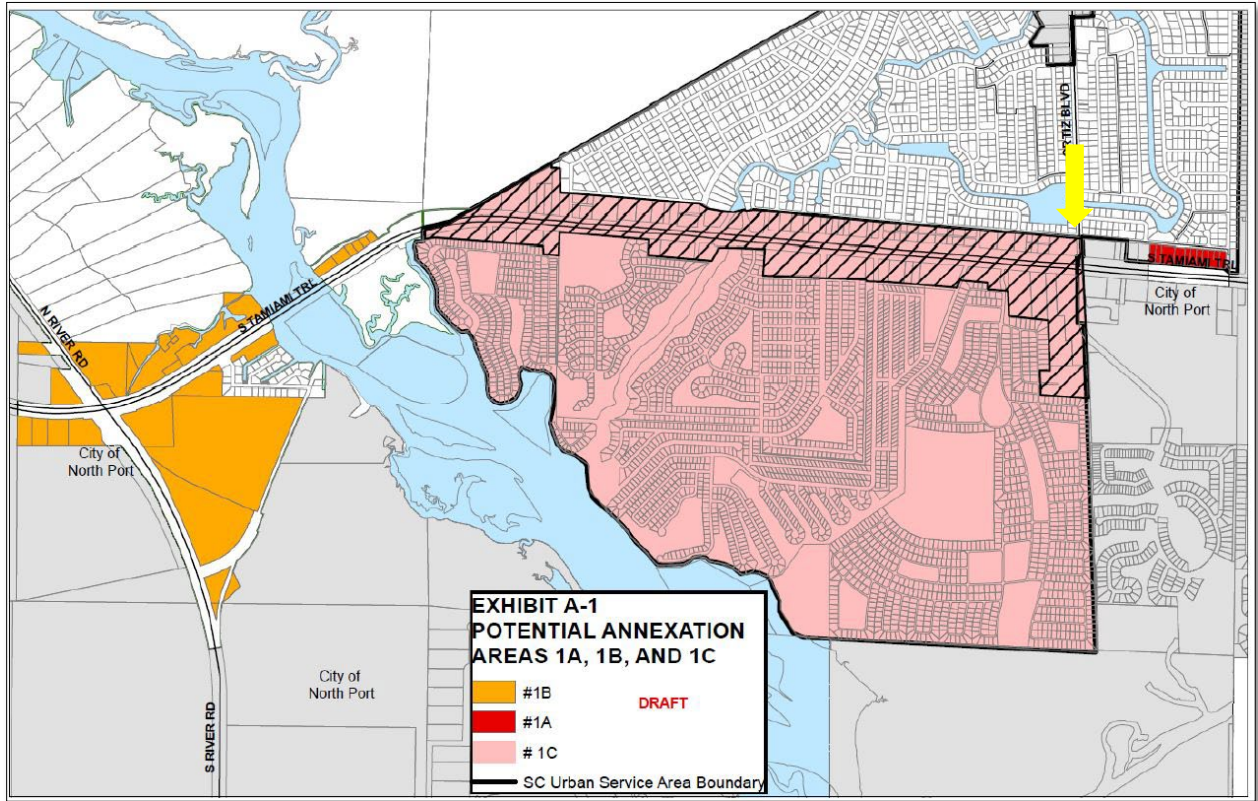 ORTIZ BLVD
S TAMIAMI TRL
City of
North Port
N RIVER RD
S TAMIAMI TRL
City of
North Port
City of
North Port
S RIVER RD
EXHIBIT A-1
POTENTIAL ANNEXATION
AREAS 1A, 1B, AND 1C
#1B
DRAFT
#1A
# 1C
SC Urban Service Area Boundary